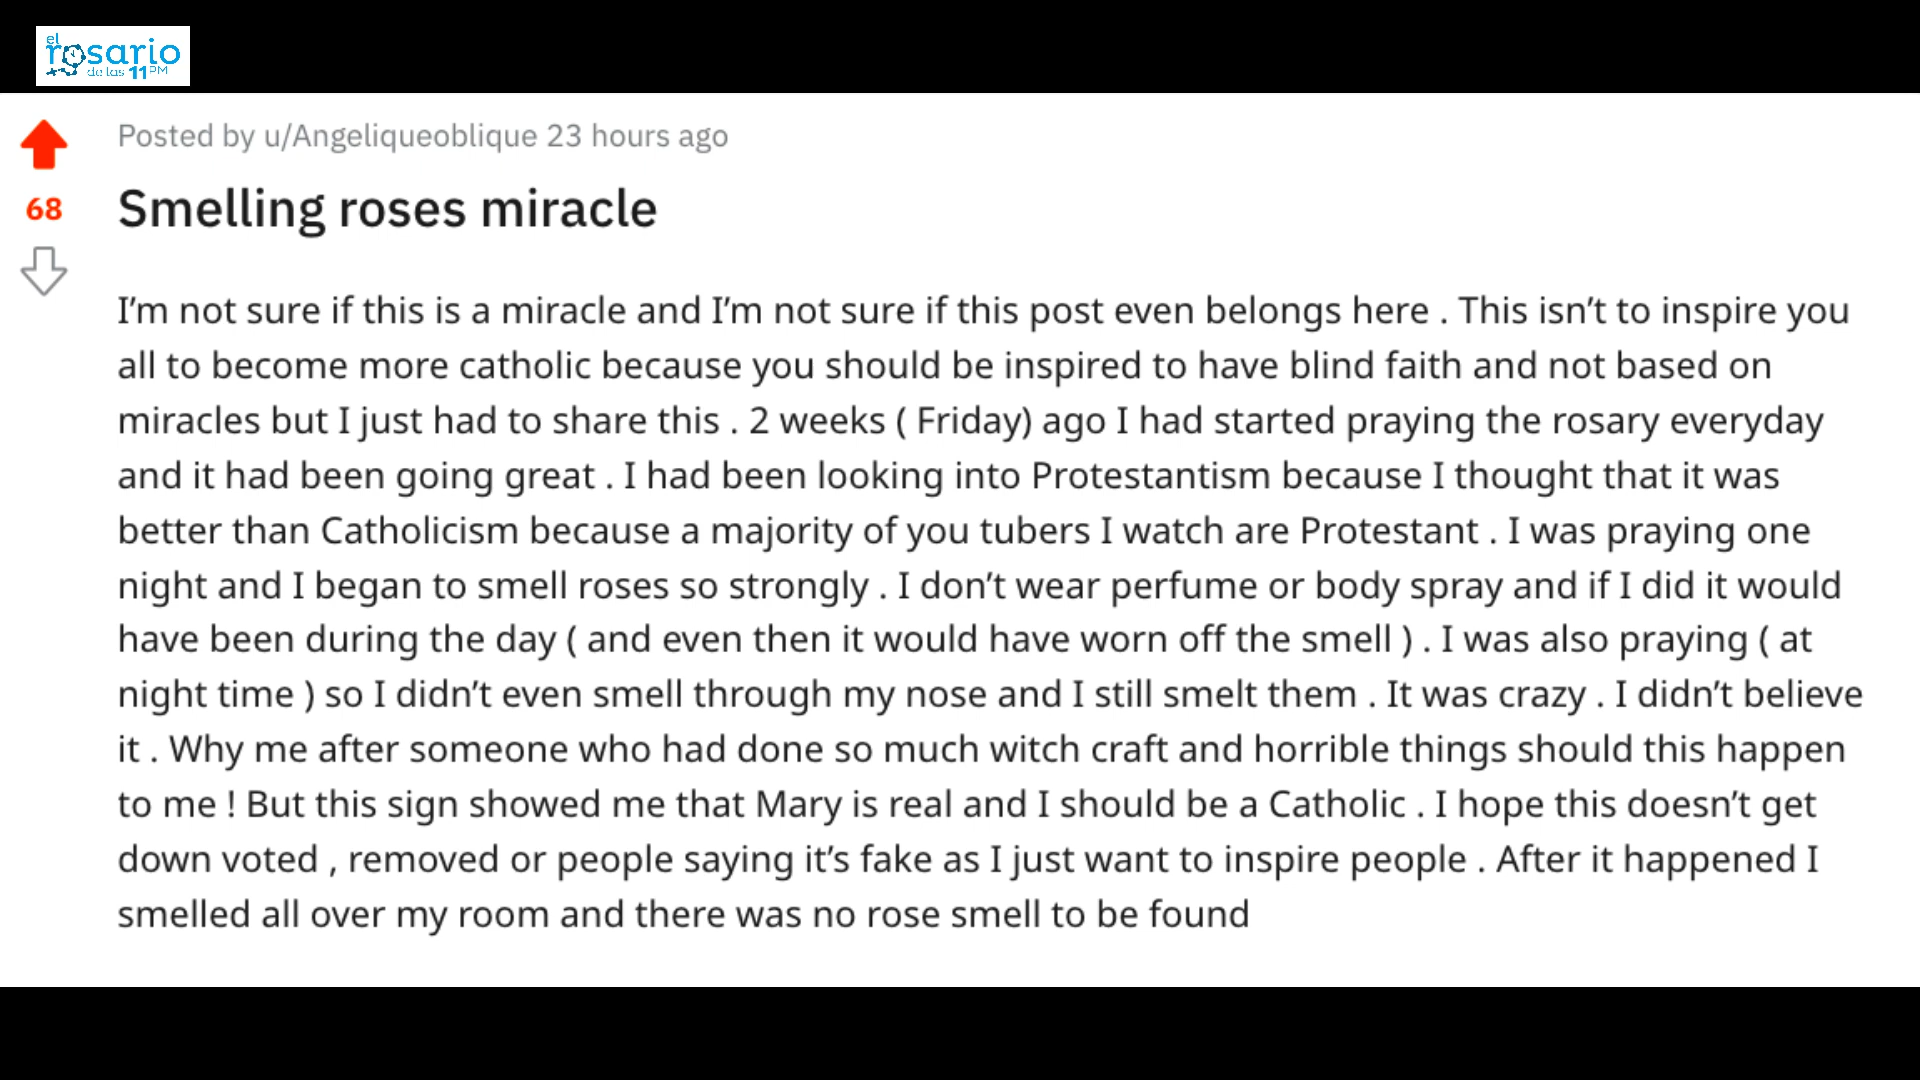 el
rosario
de las 11PM
Posted by u/Angeliqueoblique 23 hours ago
68
Smelling roses miracle
I’m not sure if this is a miracle and I’m not sure if this post even belongs here . This isn’t to inspire you
all to become more catholic because you should be inspired to have blind faith and not based on
miracles but I just had to share this . 2 weeks ( Friday) ago I had started praying the rosary everyday
and it had been going great . I had been looking into Protestantism because I thought that it was
better than Catholicism because a majority of you tubers I watch are Protestant . I was praying one
night and I began to smell roses so strongly . I don’t wear perfume or body spray and if I did it would
have been during the day ( and even then it would have worn off the smell ) . I was also praying ( at
night time ) so I didn’t even smell through my nose and I still smelt them . It was crazy . I didn’t believe
it . Why me after someone who had done so much witch craft and horrible things should this happen
to me ! But this sign showed me that Mary is real and I should be a Catholic . I hope this doesn’t get
down voted , removed or people saying it’s fake as I just want to inspire people . After it happened I
smelled all over my room and there was no rose smell to be found